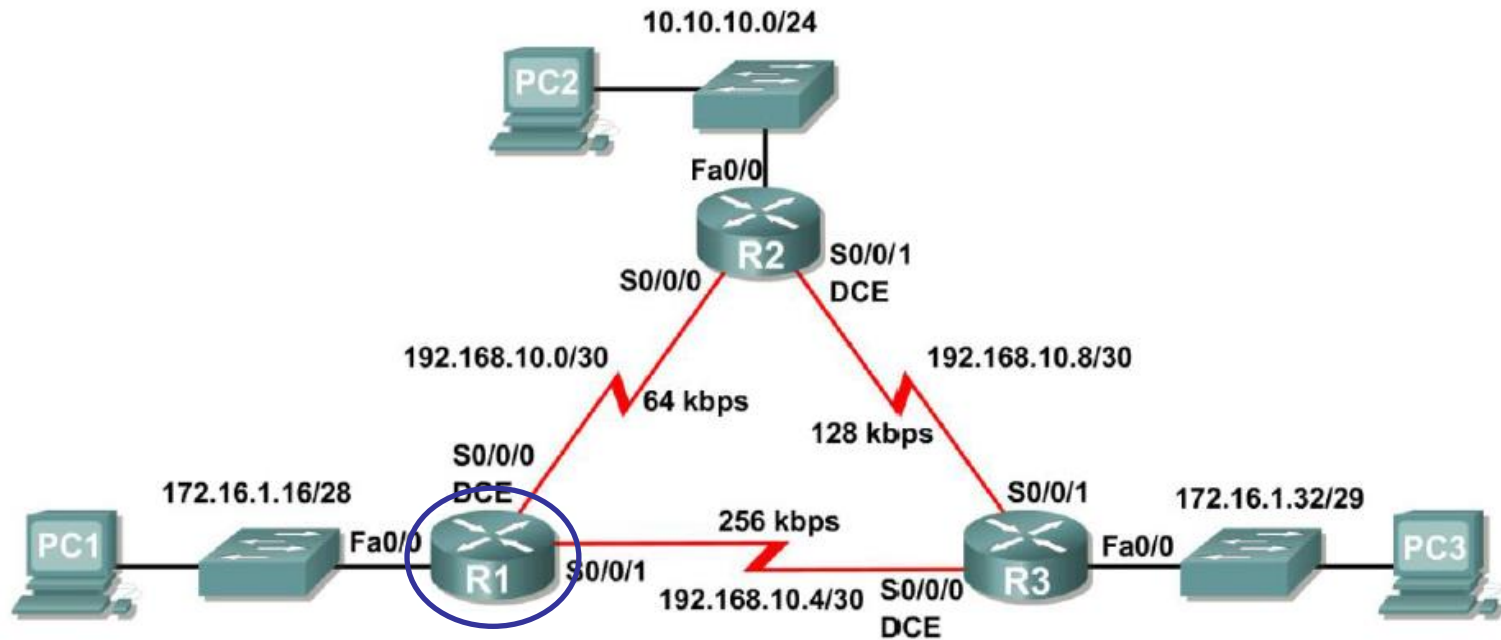 10.10.10.0/24
PC2
Fa0/0
R2
S0/0/1
DCE
S0/0/0
192.168.10.0/30
192.168.10.8/30
64 kbps
128 kbps
S0/0/0
DCE
172.16.1.16/28
S0/0/1
172.16.1.32/29
256 kbps
PC1
Fa0/0
R1
S0/0/1
192.168.10.4/30
S0/0/0
DCE
R3
Fa0/0
PC3